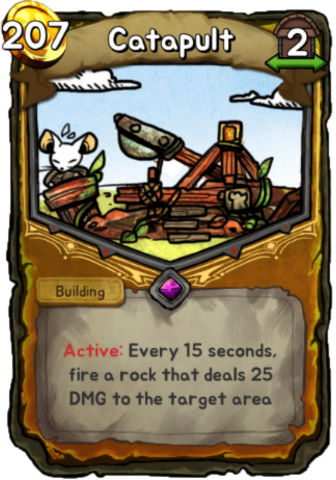 207
Catapult
2
Building
Active: Every 15 seconds,
fire a rock that deals 25
DMG to the target area